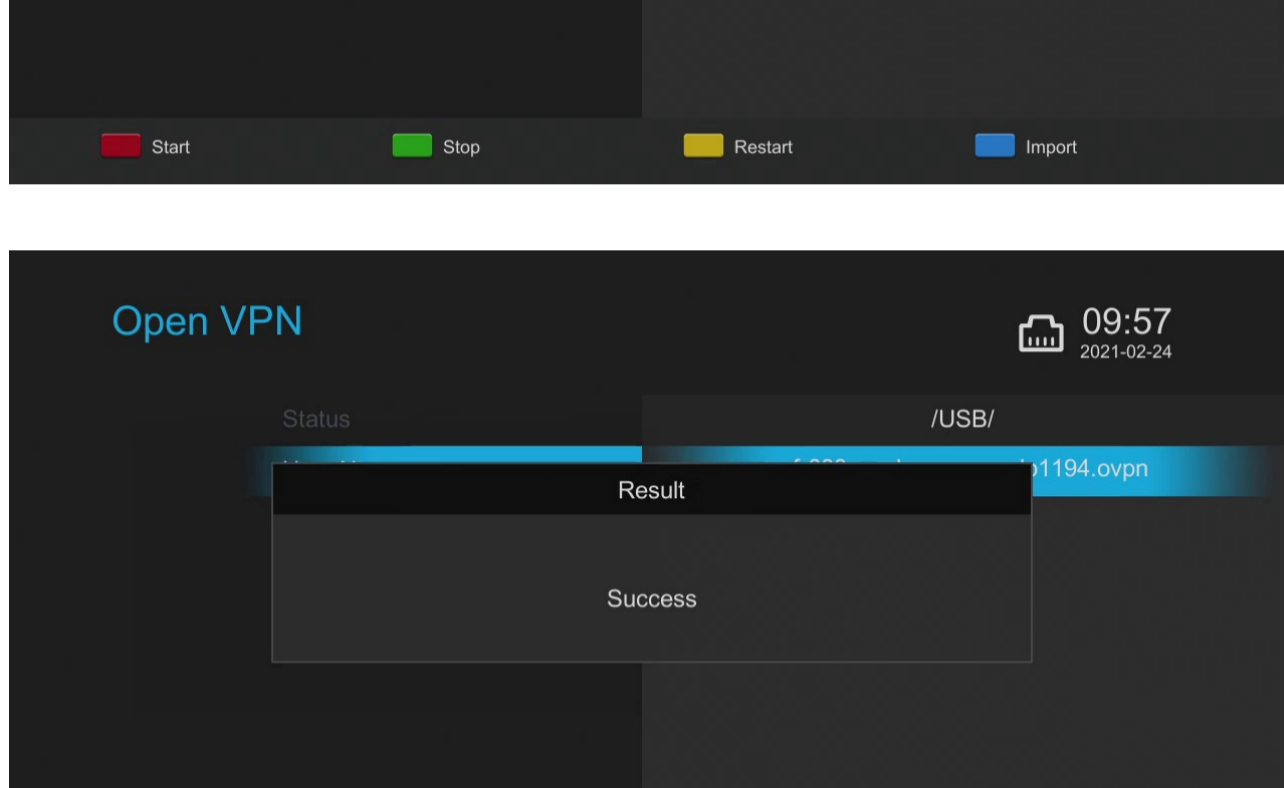 Start Stop Restart Import
Open VPN
09:57
2021-02-24
Status
/USB/
Result
Success